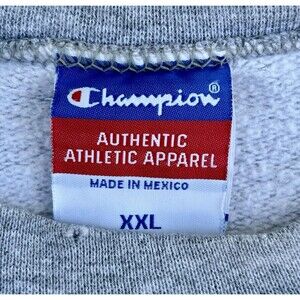 Champion®
AUTHENTIC
ATHLETIC APPAREL
MADE IN MEXICO
XXL